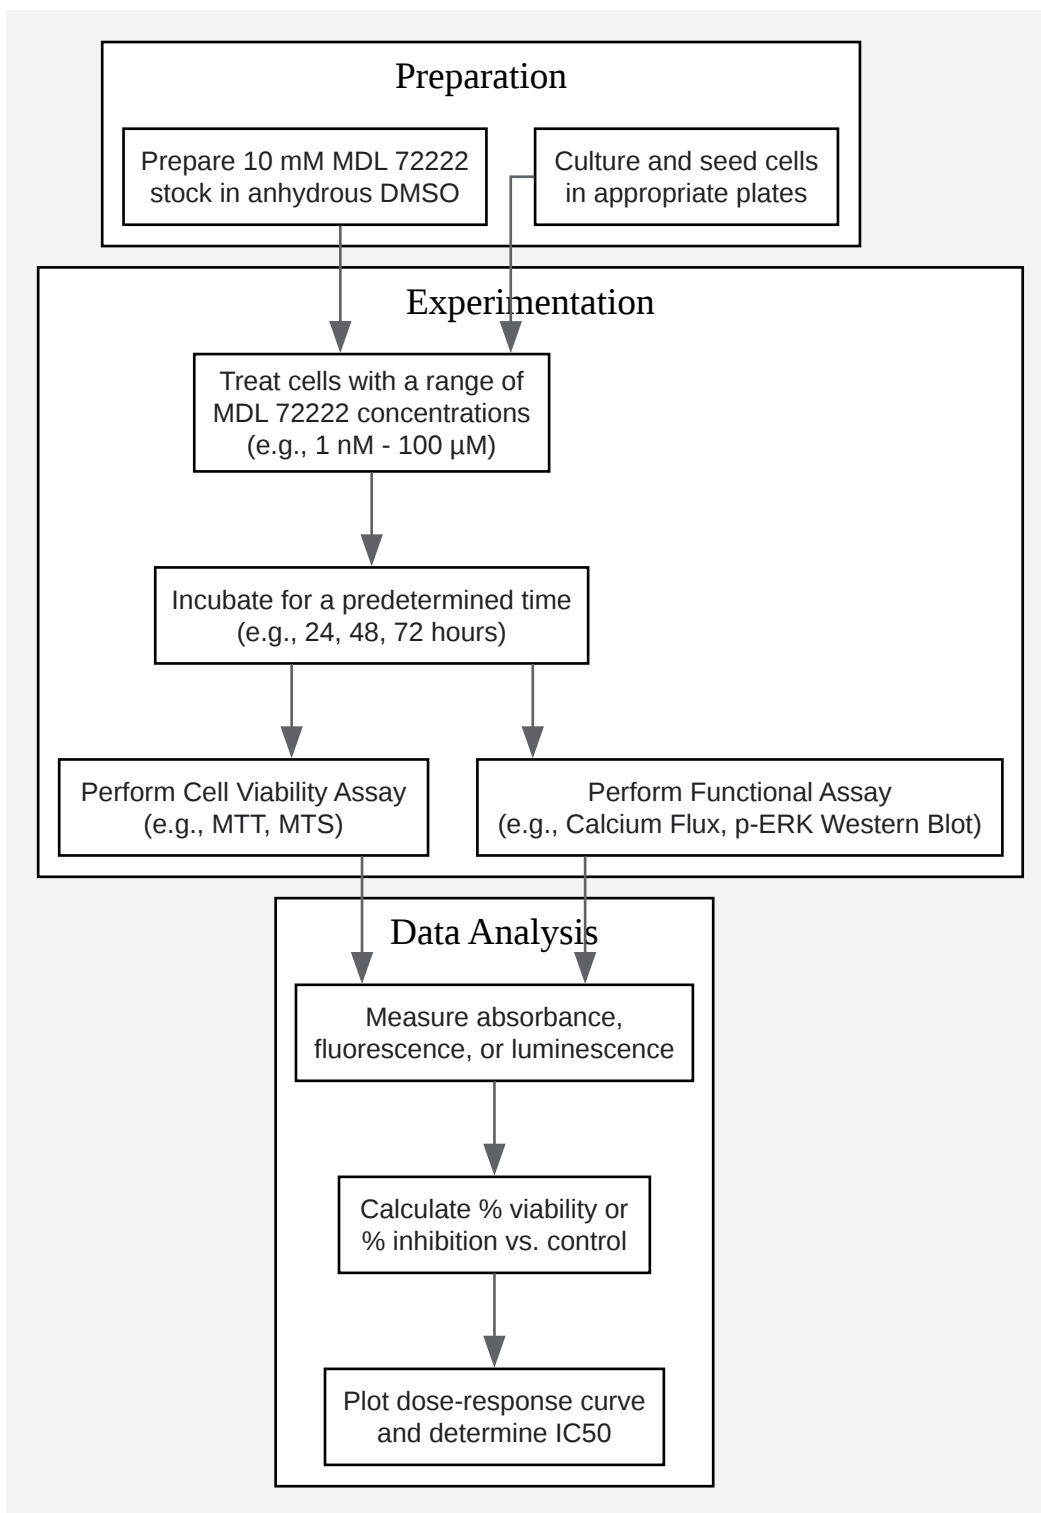 Preparation
Prepare 10 mM MDL 72222
stock in anhydrous DMSO
Culture and seed cells
in appropriate plates
Experimentation
Treat cells with a range of
MDL 72222 concentrations
(e.g., 1 nM - 100 µM)
Incubate for a predetermined time
(e.g., 24, 48, 72 hours)
Perform Cell Viability Assay
(e.g., MTT, MTS)
Perform Functional Assay
(e.g., Calcium Flux, p-ERK Western Blot)
Data Analysis
Measure absorbance,
fluorescence, or luminescence
Calculate % viability or
% inhibition vs. control
Plot dose-response curve
and determine IC50